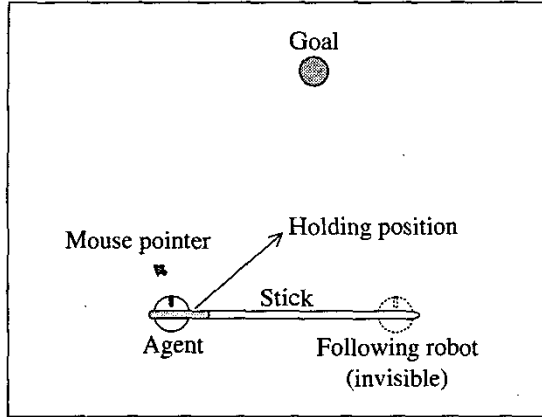 Goal
Holding position
Mouse pointer
Stick
Agent
Following robot
(invisible)